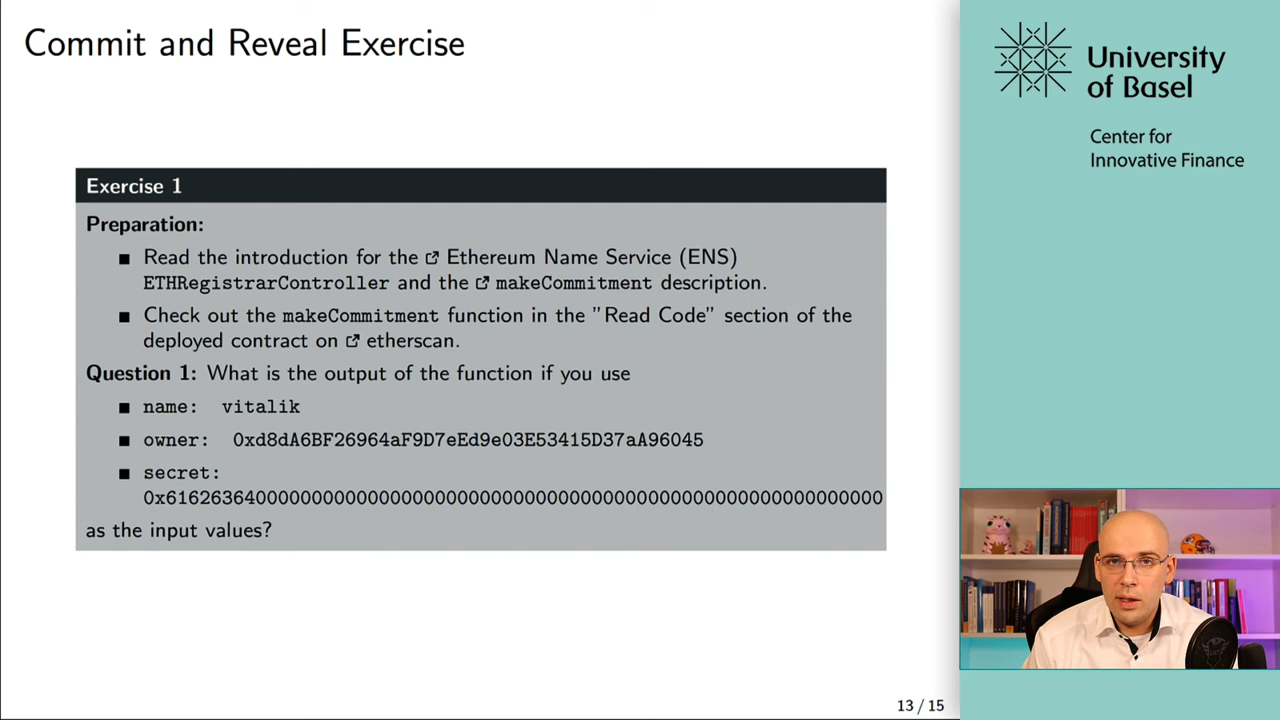 Commit and Reveal Exercise
University
of Basel
Center for
Innovative Finance
Exercise 1
Preparation:
Read the introduction for the Ethereum Name Service (ENS)
ETHRegistrarController and the makeCommitment description.
Check out the makeCommitment function in the ”Read Code” section of the
deployed contract on etherscan.
Question 1: What is the output of the function if you use
name: vitalik
owner: 0xd8dA6BF26964aF9D7eEd9e03E53415D37aA96045
secret:
0x6162636400000000000000000000000000000000000000000000000000000000
as the input values?
13 / 15